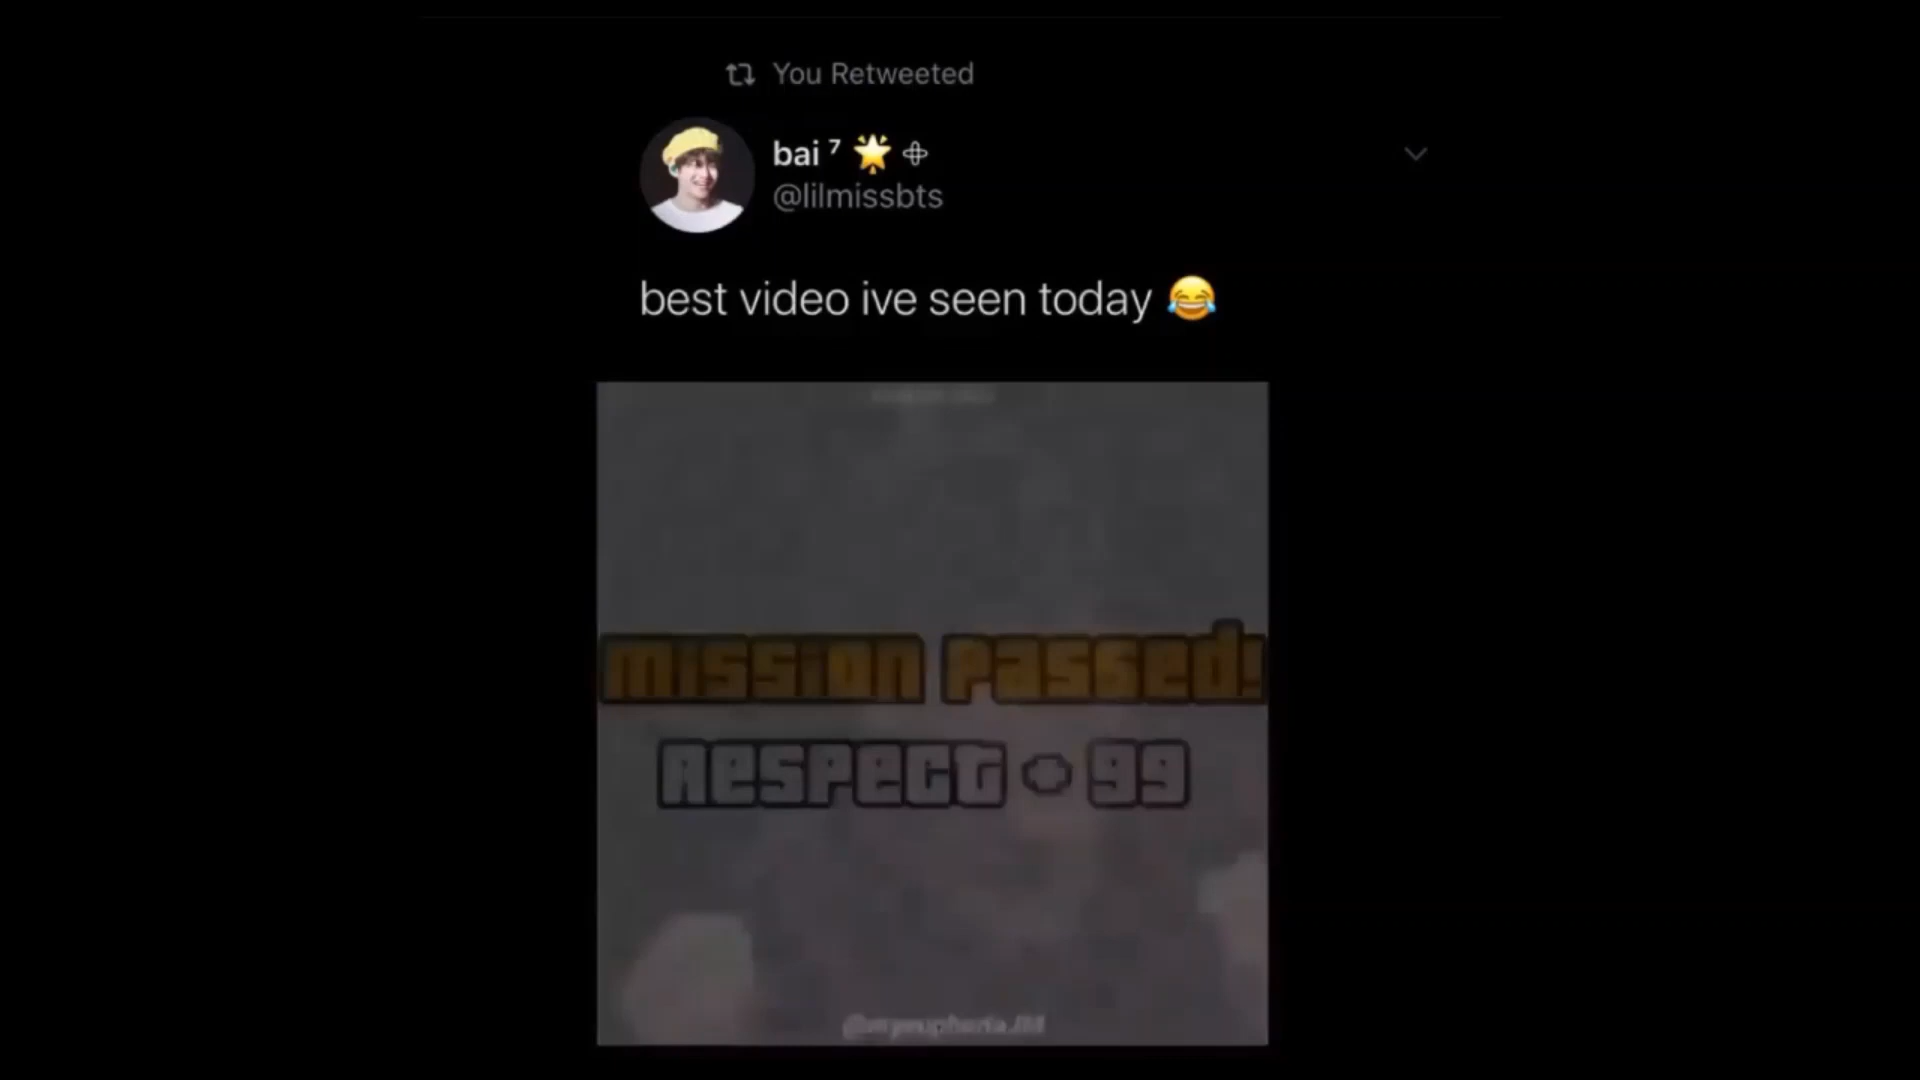 You Retweeted
bai ⁷ 🌟
@lilmissbts
best video ive seen today 😂
mission passed!
Respect + 99